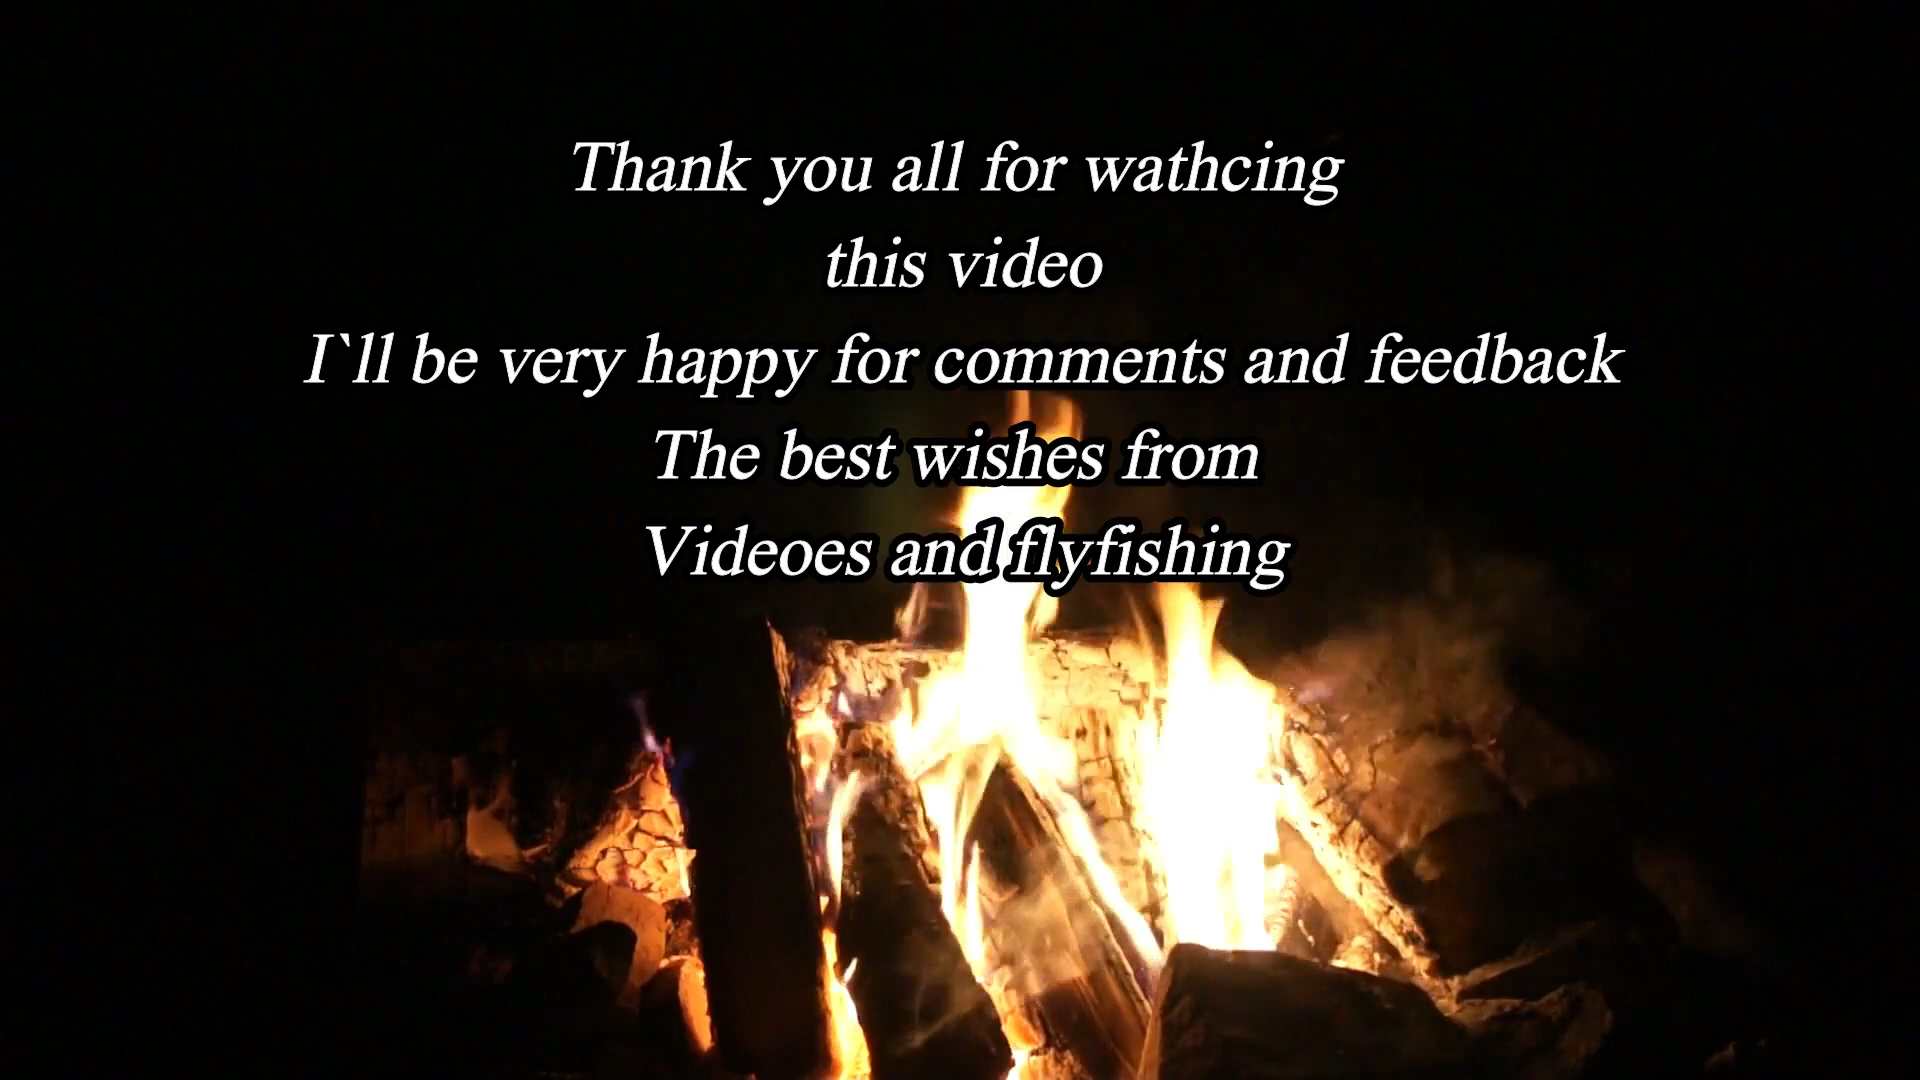 Thank you all for wathcing
this video
I`ll be very happy for comments and feedback
The best wishes from
Videoes and flyfishing